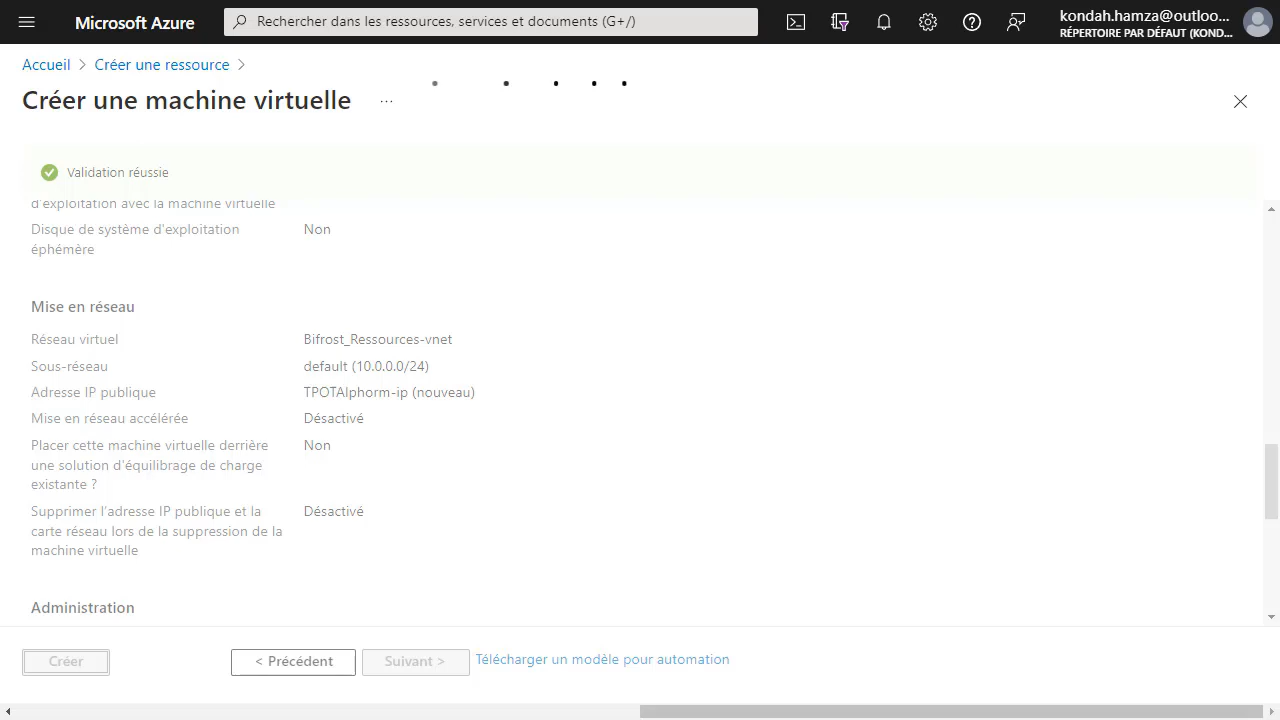 Microsoft Azure
Rechercher dans les ressources, services et documents (G+/)
kondah.hamza@outloo...
RÉPERTOIRE PAR DÉFAUT (KOND...
Accueil > Créer une ressource >
Créer une machine virtuelle ...
Validation réussie
d'exploitation avec la machine virtuelle
Disque de système d'exploitation Non
éphémère
Mise en réseau
Réseau virtuel Bifrost_Ressources-vnet
Sous-réseau default (10.0.0.0/24)
Adresse IP publique TPOTAlphorm-ip (nouveau)
Mise en réseau accélérée Désactivé
Placer cette machine virtuelle derrière Non
une solution d'équilibrage de charge
existante ?
Supprimer l'adresse IP publique et la Désactivé
carte réseau lors de la suppression de la
machine virtuelle
Administration
Créer < Précédent Suivant > Télécharger un modèle pour automation